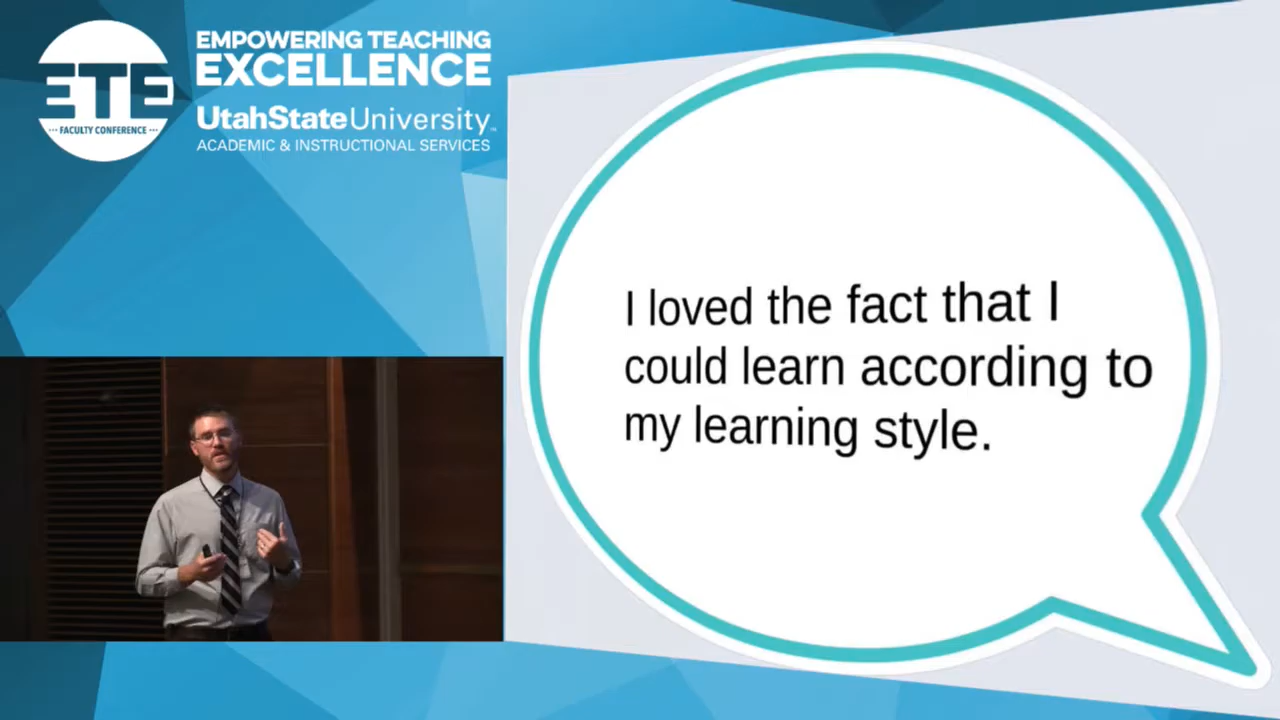 ETE
FACULTY CONFERENCE
EMPOWERING TEACHING
EXCELLENCE
UtahStateUniversity
ACADEMIC & INSTRUCTIONAL SERVICES
I loved the fact that I
could learn according to
my learning style.